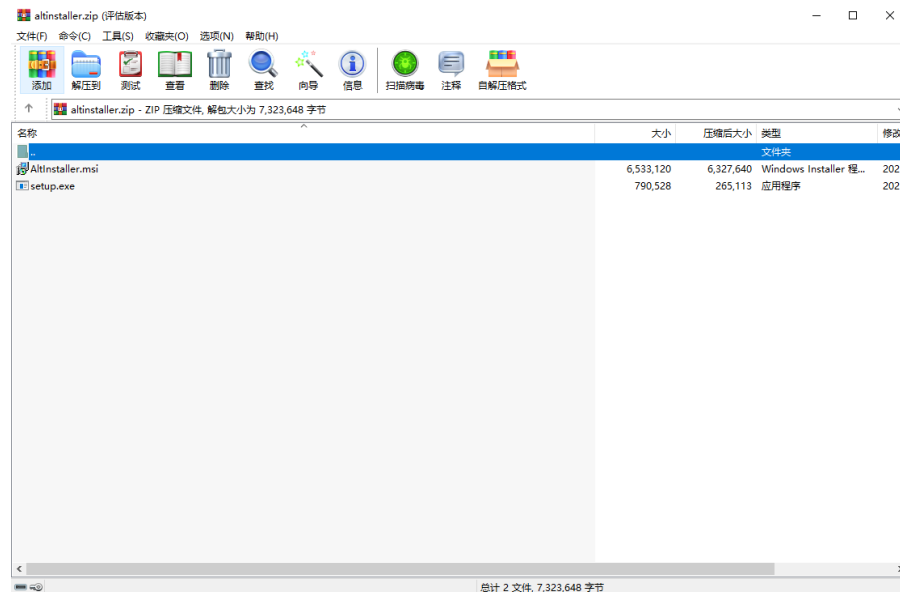 altinstaller.zip (评估版本)
文件(F) 命令(C) 工具(S) 收藏夹(O) 选项(N) 帮助(H)
添加 解压到 测试 查看 删除 查找 向导 信息 扫描病毒 注释 自解压格式
altinstaller.zip - ZIP 压缩文件, 解包大小为 7,323,648 字节
名称 大小 压缩后大小 类型 修改
.. 文件夹
AltInstaller.msi 6,533,120 6,327,640 Windows Installer 程... 202
setup.exe 790,528 265,113 应用程序 202
总计 2 文件, 7,323,648 字节